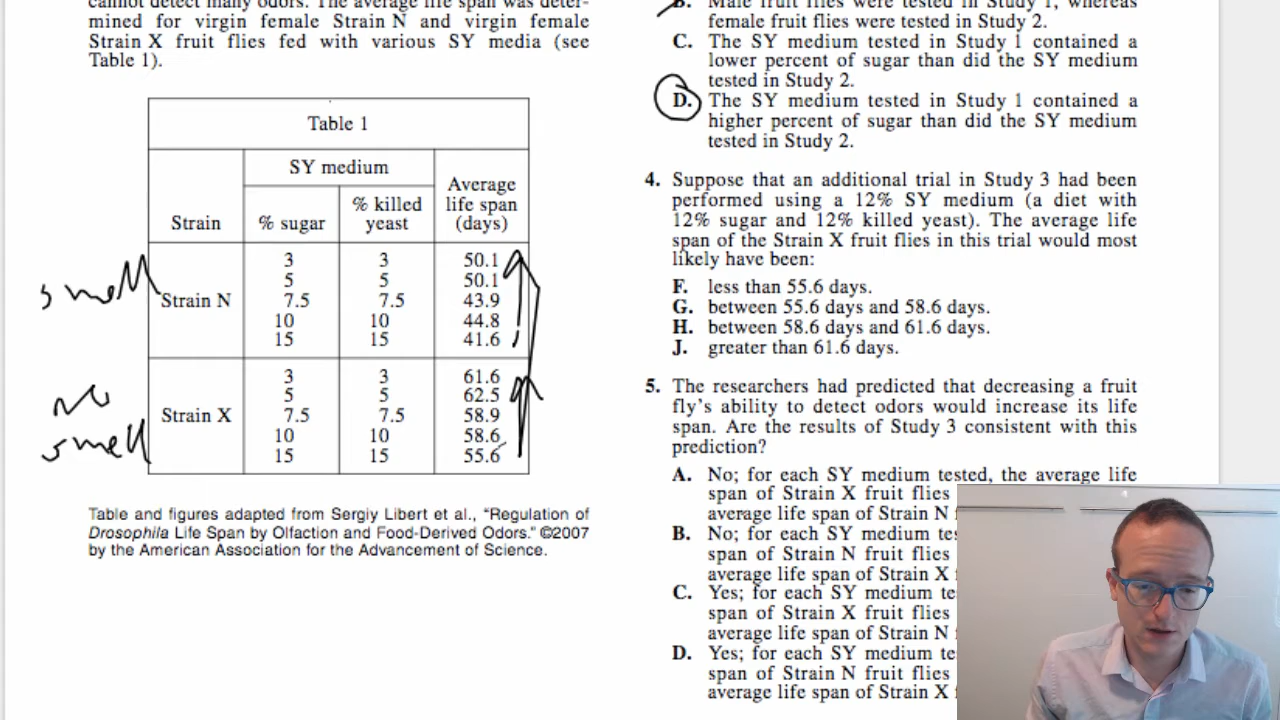 cannot detect many odors. The average life span was deter-
mined for virgin female Strain N and virgin female
Strain X fruit flies fed with various SY media (see
Table 1).
Table 1
SY medium
Strain
% sugar
% killed
yeast
Average
life span
(days)
smell
Strain N
3 3 50.1
5 5 50.1
7.5 7.5 43.9
10 10 44.8
15 15 41.6
No
smell
Strain X
3 3 61.6
5 5 62.5
7.5 7.5 58.9
10 10 58.6
15 15 55.6
Table and figures adapted from Sergiy Libert et al., “Regulation of
Drosophila Life Span by Olfaction and Food-Derived Odors.” ©2007
by the American Association for the Advancement of Science.
B. Male fruit flies were tested in Study 1, whereas
female fruit flies were tested in Study 2.
C. The SY medium tested in Study 1 contained a
lower percent of sugar than did the SY medium
tested in Study 2.
D. The SY medium tested in Study 1 contained a
higher percent of sugar than did the SY medium
tested in Study 2.
4. Suppose that an additional trial in Study 3 had been
performed using a 12% SY medium (a diet with
12% sugar and 12% killed yeast). The average life
span of the Strain X fruit flies in this trial would most
likely have been:
F. less than 55.6 days.
G. between 55.6 days and 58.6 days.
H. between 58.6 days and 61.6 days.
J. greater than 61.6 days.
5. The researchers had predicted that decreasing a fruit
fly’s ability to detect odors would increase its life
span. Are the results of Study 3 consistent with this
prediction?
A. No; for each SY medium tested, the average life
span of Strain X fruit flies
average life span of Strain N
B. No; for each SY medium
span of Strain N fruit flies
average life span of Strain X
C. Yes; for each SY medium
span of Strain X fruit flies
average life span of Strain N
D. Yes; for each SY medium
span of Strain N fruit flies
average life span of Strain X